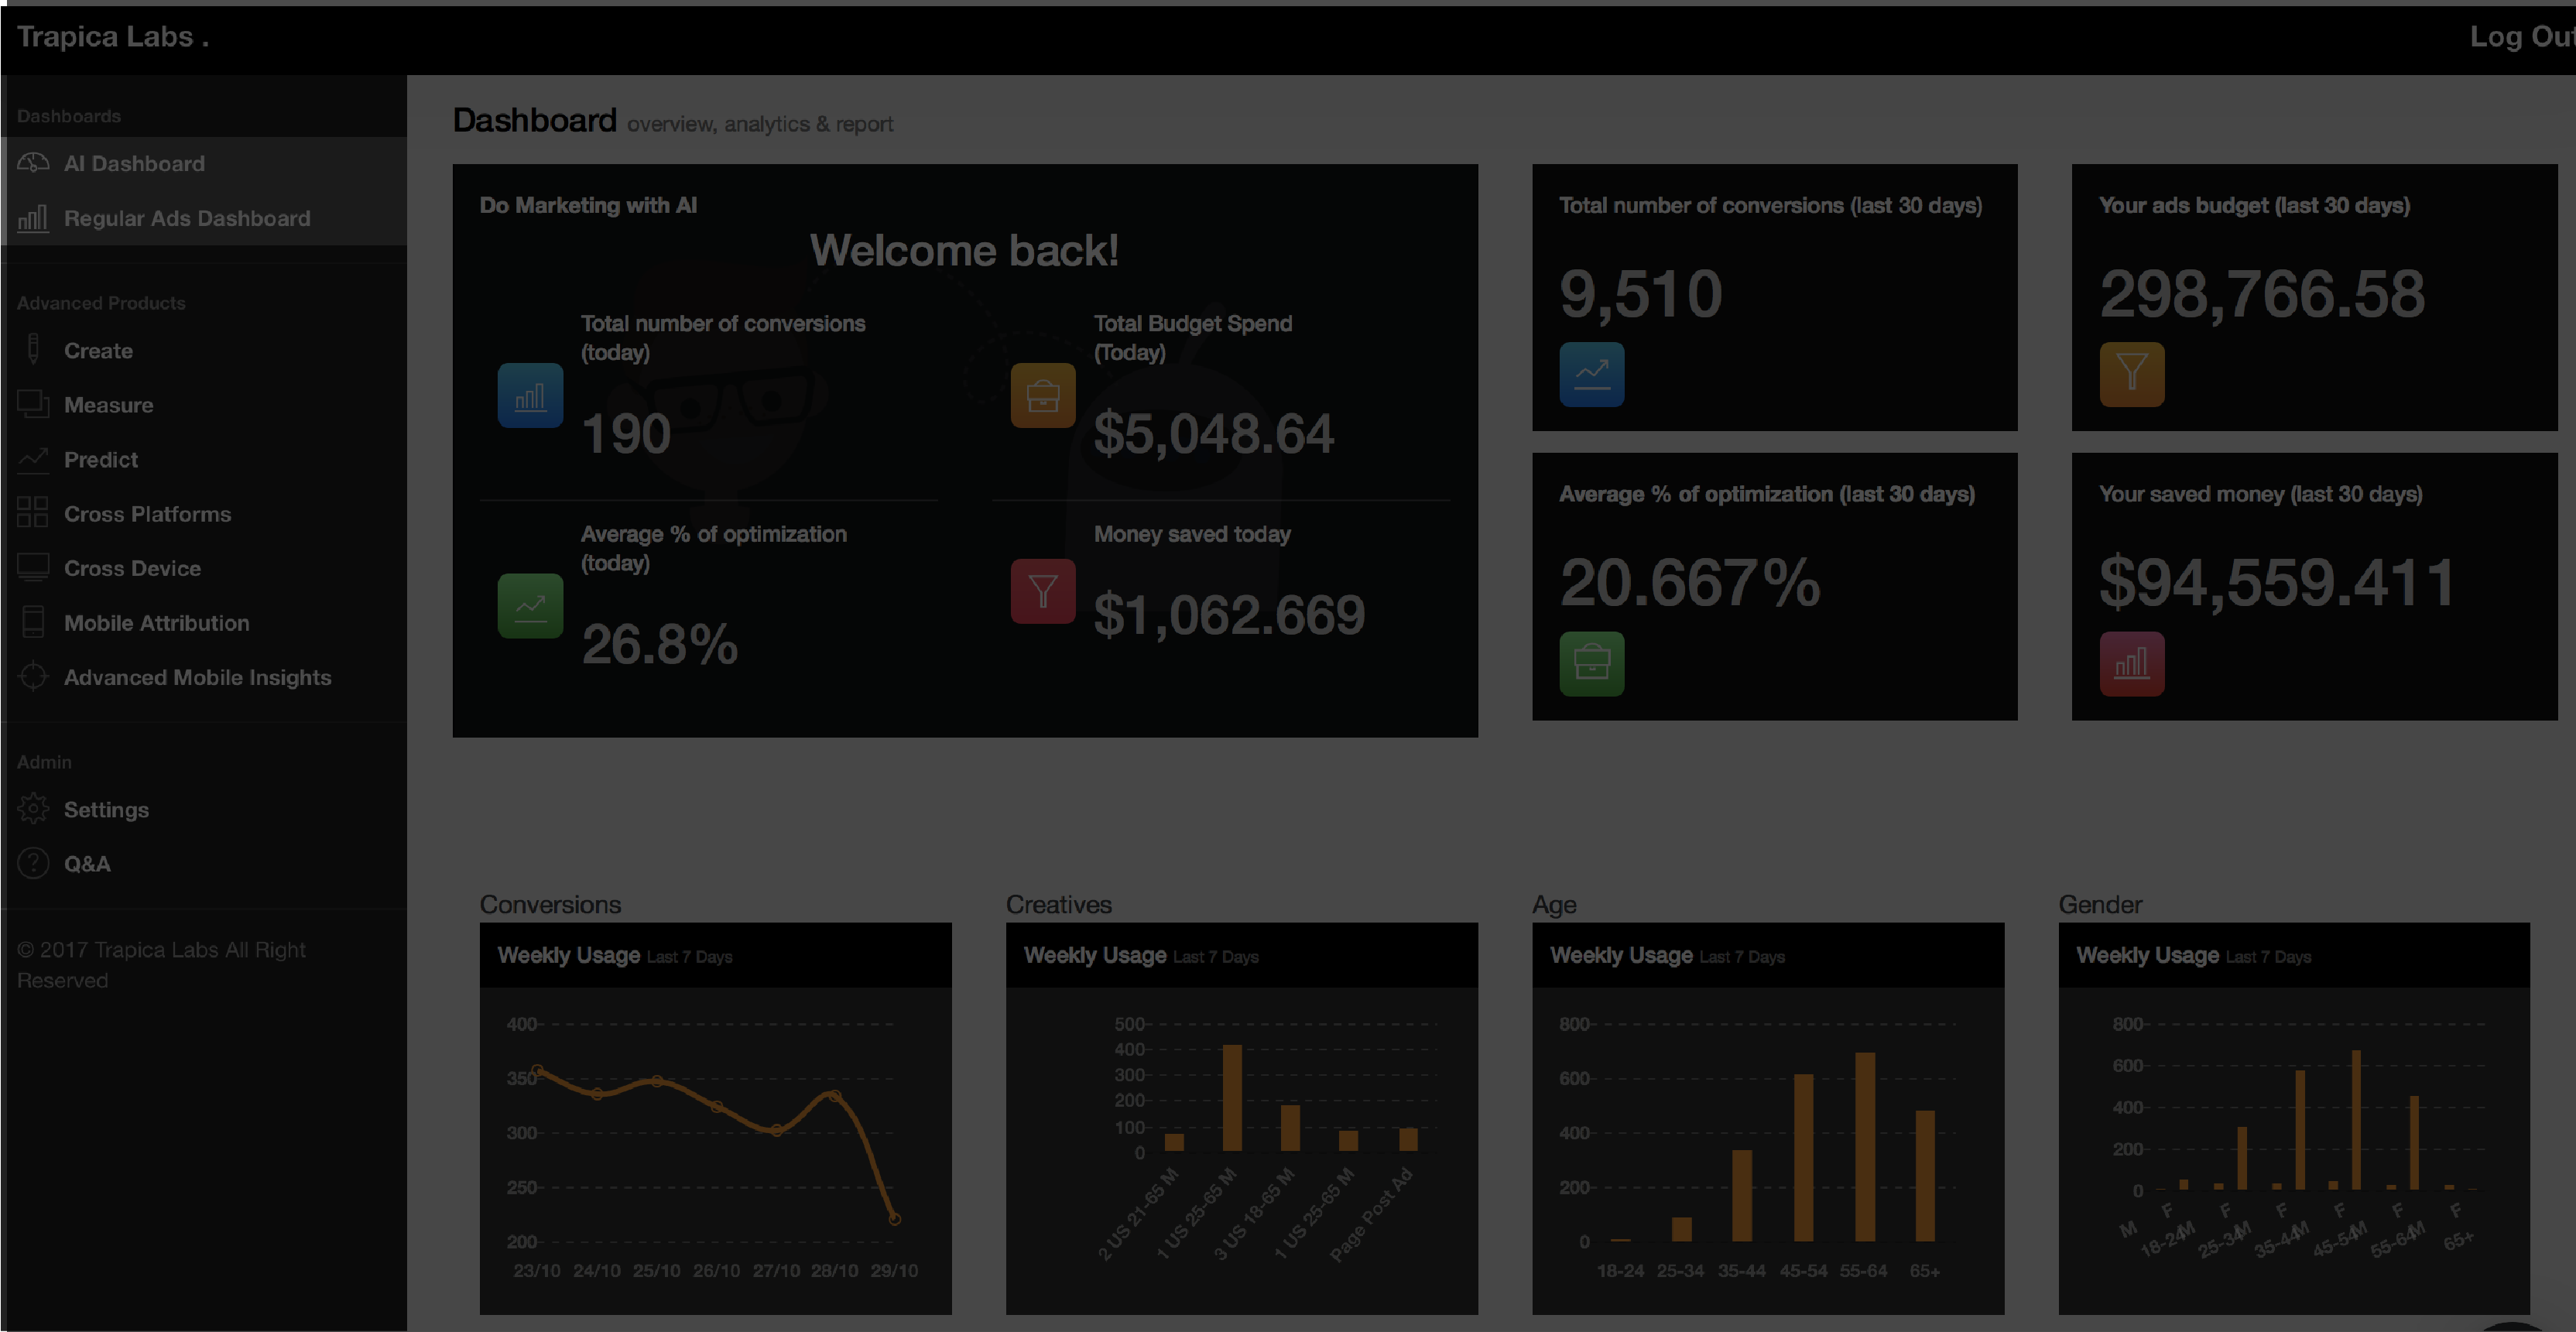 Trapica Labs .
Log Out
Dashboards
AI Dashboard
Regular Ads Dashboard
Advanced Products
Create
Measure
Predict
Cross Platforms
Cross Device
Mobile Attribution
Advanced Mobile Insights
Admin
Settings
Q&A
© 2017 Trapica Labs All Right
Reserved
Dashboard overview, analytics & report
Do Marketing with AI
Welcome back!
Total number of conversions
(today)
190
Total Budget Spend
(Today)
$5,048.64
Average % of optimization
(today)
26.8%
Money saved today
$1,062.669
Total number of conversions (last 30 days)
9,510
Your ads budget (last 30 days)
298,766.58
Average % of optimization (last 30 days)
20.667%
Your saved money (last 30 days)
$94,559.411
Conversions
Weekly Usage Last 7 Days
400
350
300
250
200
23/10 24/10 25/10 26/10 27/10 28/10 29/10
Creatives
Weekly Usage Last 7 Days
500
400
300
200
100
0
2 US 21-65 M
1 US 25-65 M
3 US 18-65 M
1 US 25-65 M
Page Post Ad
Age
Weekly Usage Last 7 Days
800
600
400
200
0
18-24 25-34 35-44 45-54 55-64 65+
Gender
Weekly Usage Last 7 Days
800
600
400
200
0
M
F
18-24
M
F
25-34
M
F
35-44
M
F
45-54
M
F
55-64
M
F
65+